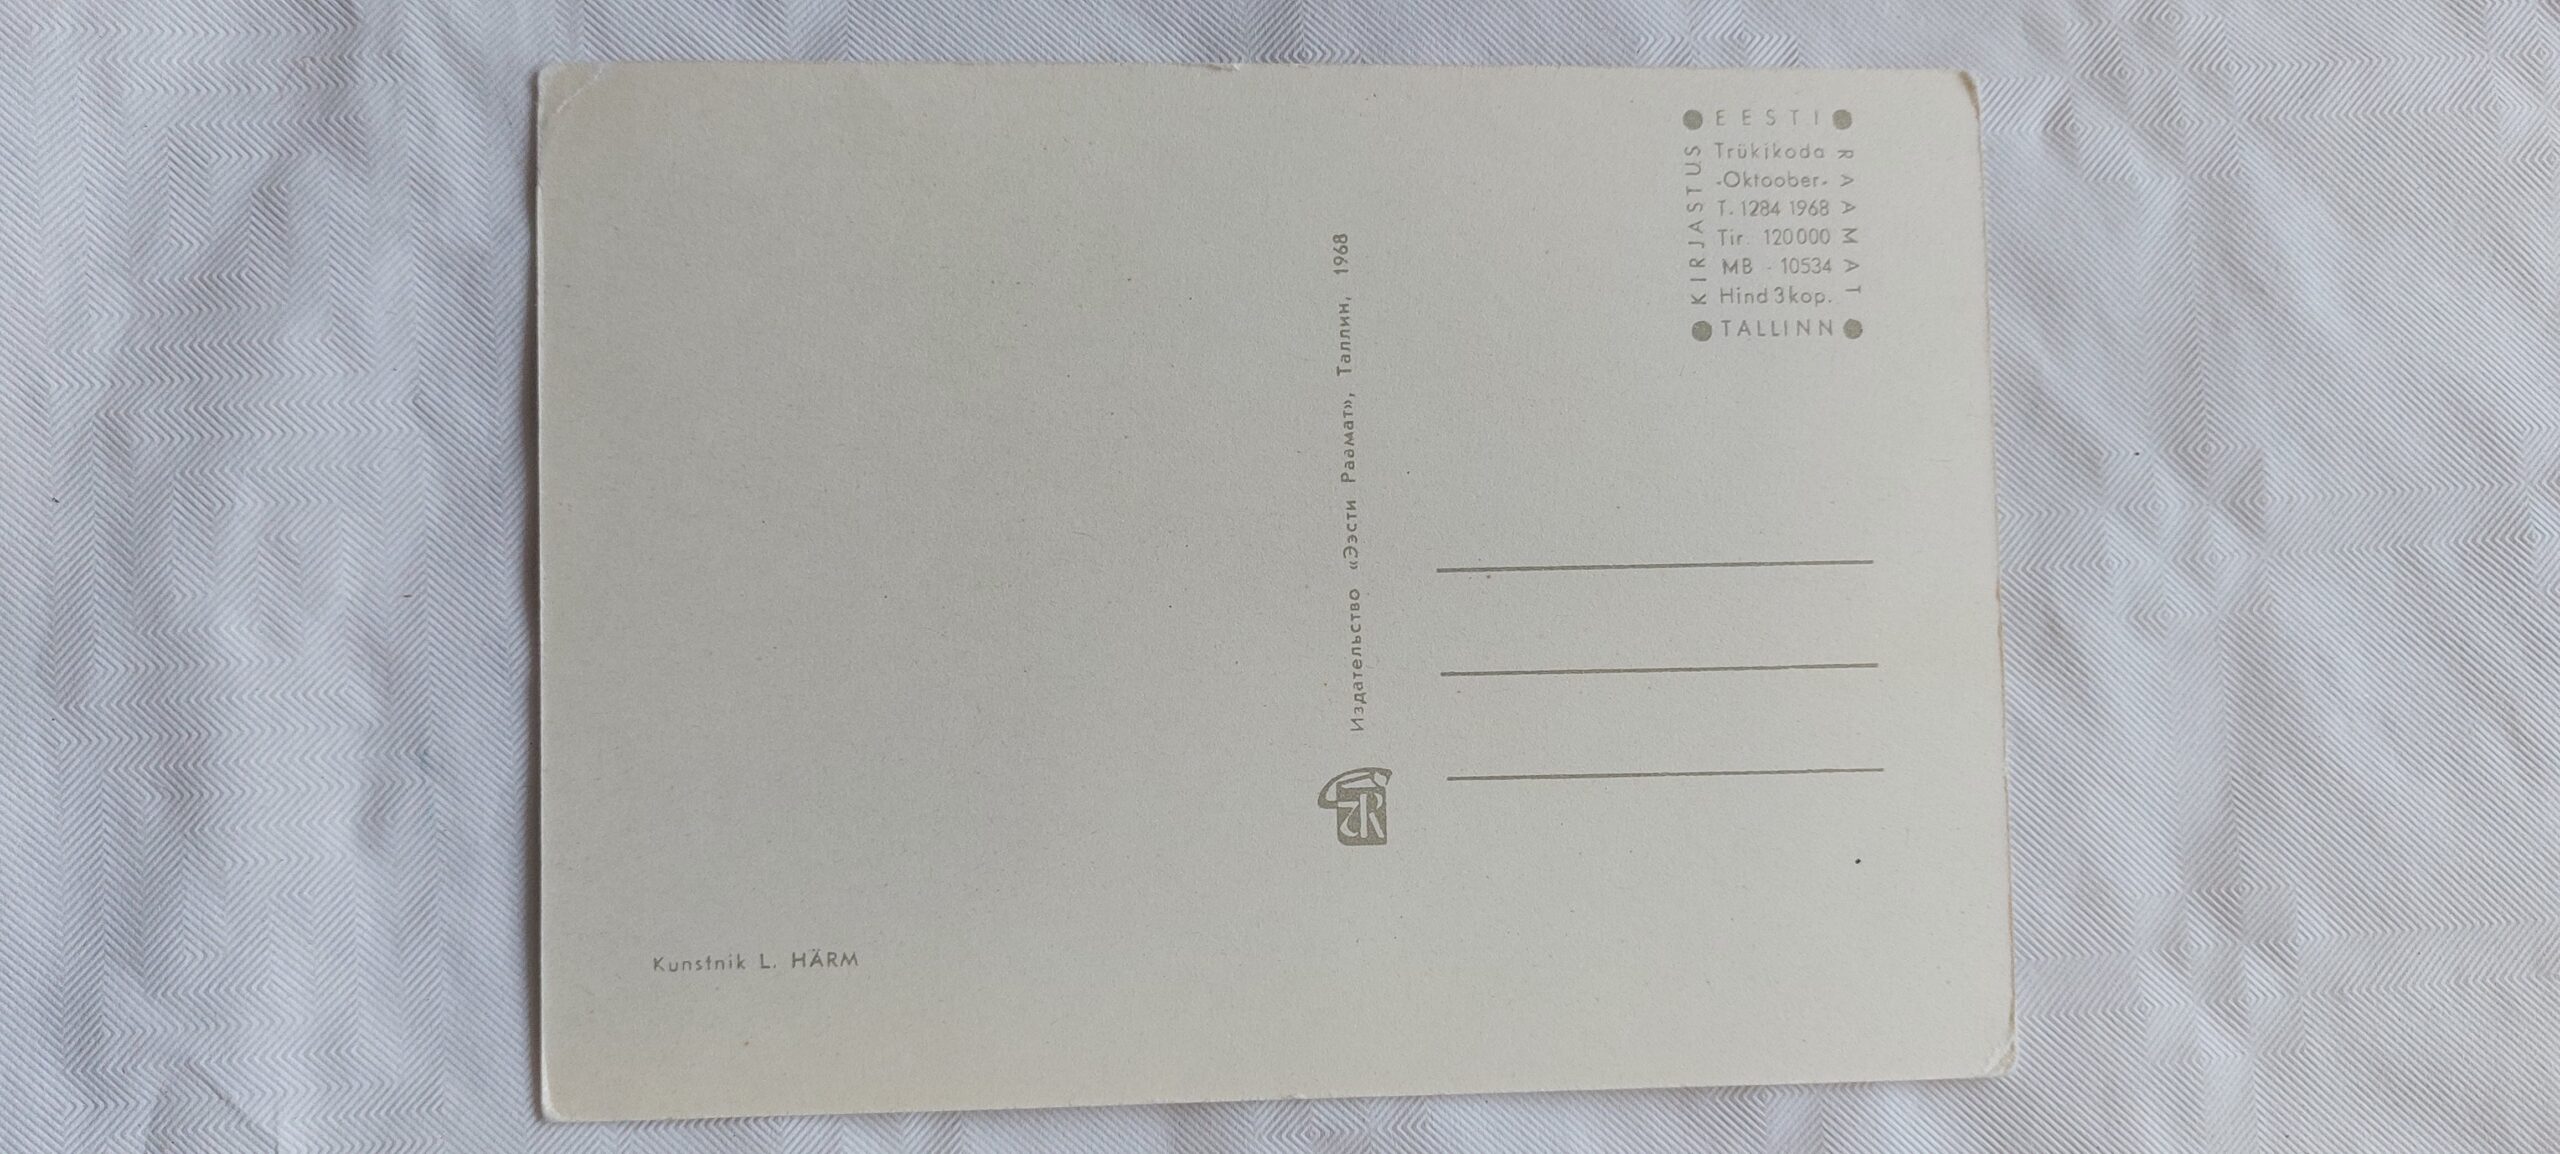 EESTI
KIRJASTUS
Trükikoda
-Oktoober-
T. 1284 1968
Tir. 120000
MB - 10534
Hind 3 kop.
RAAMAT
TALLINN
Издательство «Ээсти Раамат», Таллин, 1968
Kunstnik L. HÄRM